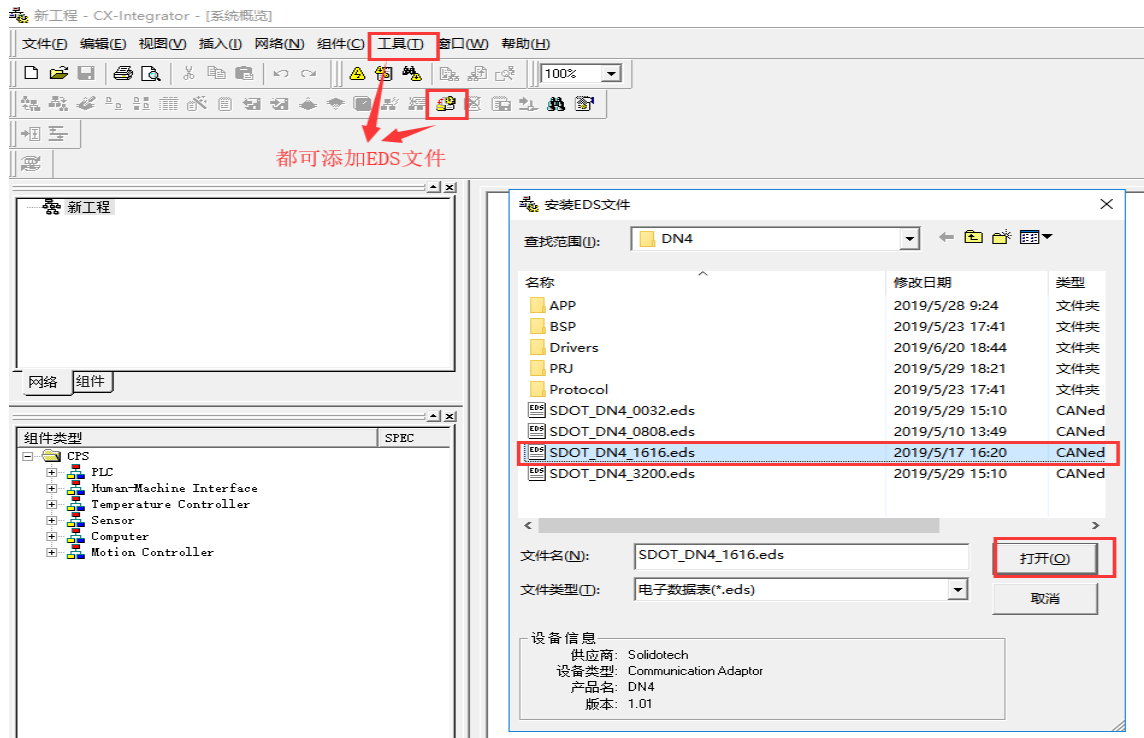 新工程 - CX-Integrator - [系统概览]
文件(F) 编辑(E) 视图(V) 插入(I) 网络(N) 组件(C) 工具(T) 窗口(W) 帮助(H)
100%
都可添加EDS文件
新工程
网络 组件
组件类型 SPEC
CPS
PLC
Human-Machine Interface
Temperature Controller
Sensor
Computer
Motion Controller
安装EDS文件
查找范围(I): DN4
名称 修改日期 类型
APP 2019/5/28 9:24 文件夹
BSP 2019/5/23 17:41 文件夹
Drivers 2019/6/20 18:44 文件夹
PRJ 2019/5/29 18:21 文件夹
Protocol 2019/5/23 17:41 文件夹
EDS SDOT_DN4_0032.eds 2019/5/29 15:10 CANed
EDS SDOT_DN4_0808.eds 2019/5/10 13:49 CANed
EDS SDOT_DN4_1616.eds 2019/5/17 16:20 CANed
EDS SDOT_DN4_3200.eds 2019/5/29 15:10 CANed
文件名(N): SDOT_DN4_1616.eds 打开(O)
文件类型(T): 电子数据表(*.eds) 取消
设备信息
供应商: Solidotech
设备类型: Communication Adaptor
产品名: DN4
版本: 1.01